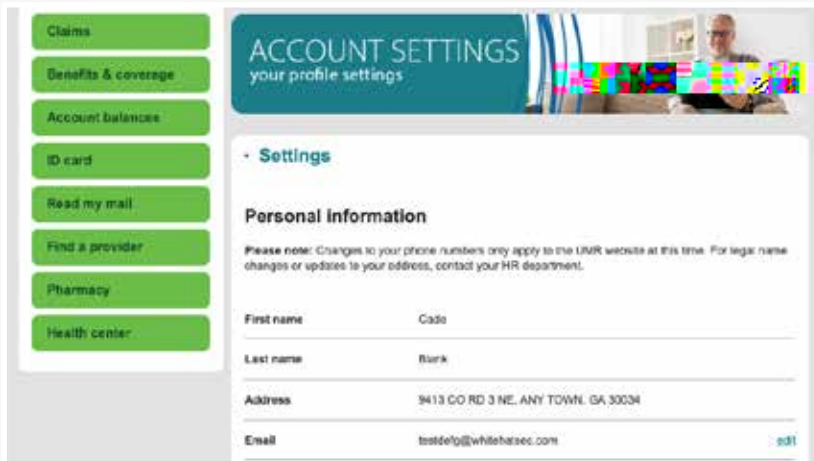 Claims
Benefits & coverage
Account balances
ID card
Read my mail
Find a provider
Pharmacy
Health center
ACCOUNT SETTINGS
your profile settings
· Settings
Personal information
Please note: Changes to your phone numbers only apply to the UMR website at this time. For legal name
changes or updates to your address, contact your HR department.
First name Cade
Last name Blank
Address 9413 CO RD 3 NE, ANY TOWN, GA 30034
Email testdefg@whitehatsec.com edit